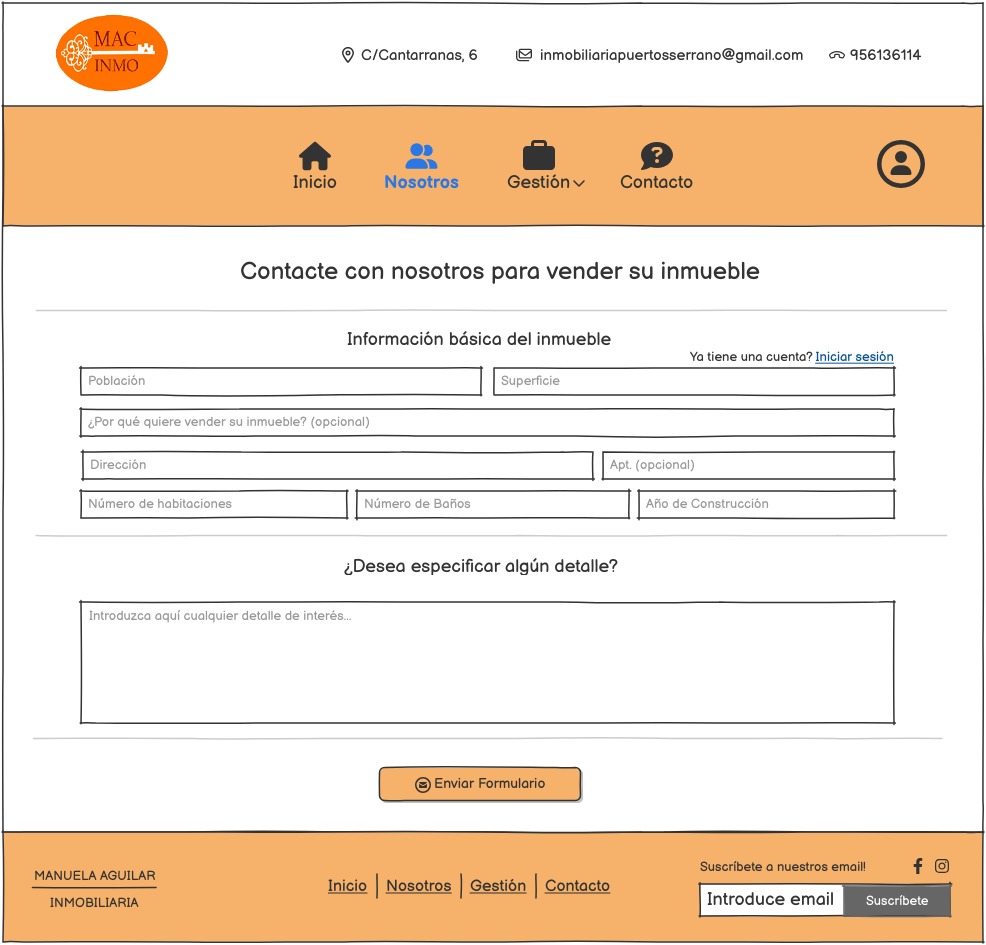 MAC
INMO
C/Cantarranas, 6 inmobiliariapuertosserrano@gmail.com 956136114
Inicio Nosotros Gestión Contacto
Contacte con nosotros para vender su inmueble
Información básica del inmueble
Ya tiene una cuenta? Iniciar sesión
Población Superficie
¿Por qué quiere vender su inmueble? (opcional)
Dirección Apt. (opcional)
Número de habitaciones Número de Baños Año de Construcción
¿Desea especificar algún detalle?
Introduzca aquí cualquier detalle de interés...
Enviar Formulario
MANUELA AGUILAR
INMOBILIARIA
Inicio Nosotros Gestión Contacto
Suscríbete a nuestros email!
Introduce email Suscríbete